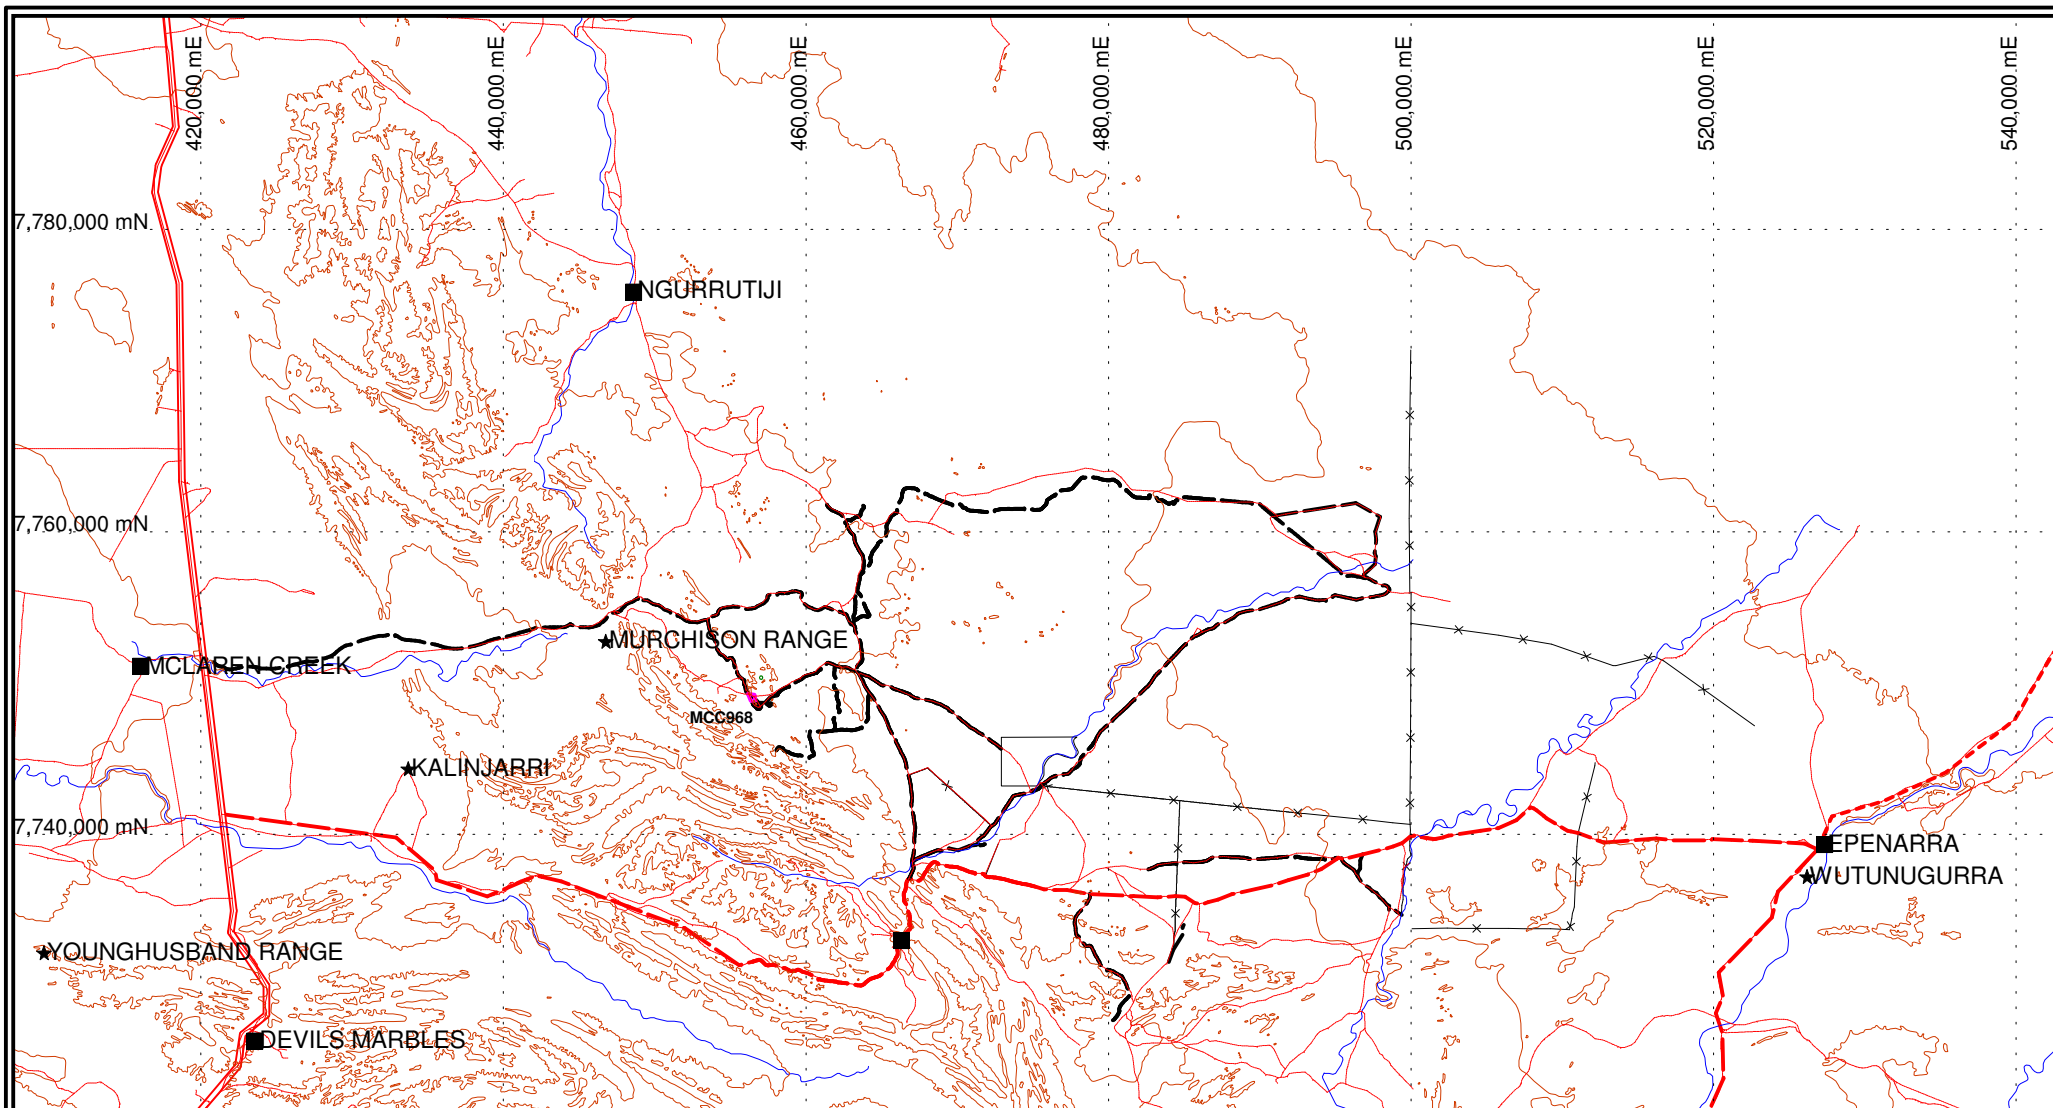 420,000 mE
440,000 mE
460,000 mE
480,000 mE
500,000 mE
520,000 mE
540,000 mE
7,780,000 mN
NGURRUTIJI
7,760,000 mN
MURCHISON RANGE
MCLAREN CREEK
MCC968
KALINJARRI
7,740,000 mN
EPENARRA
WUTUNUGURRA
YOUNGHUSBAND RANGE
DEVILS MARBLES